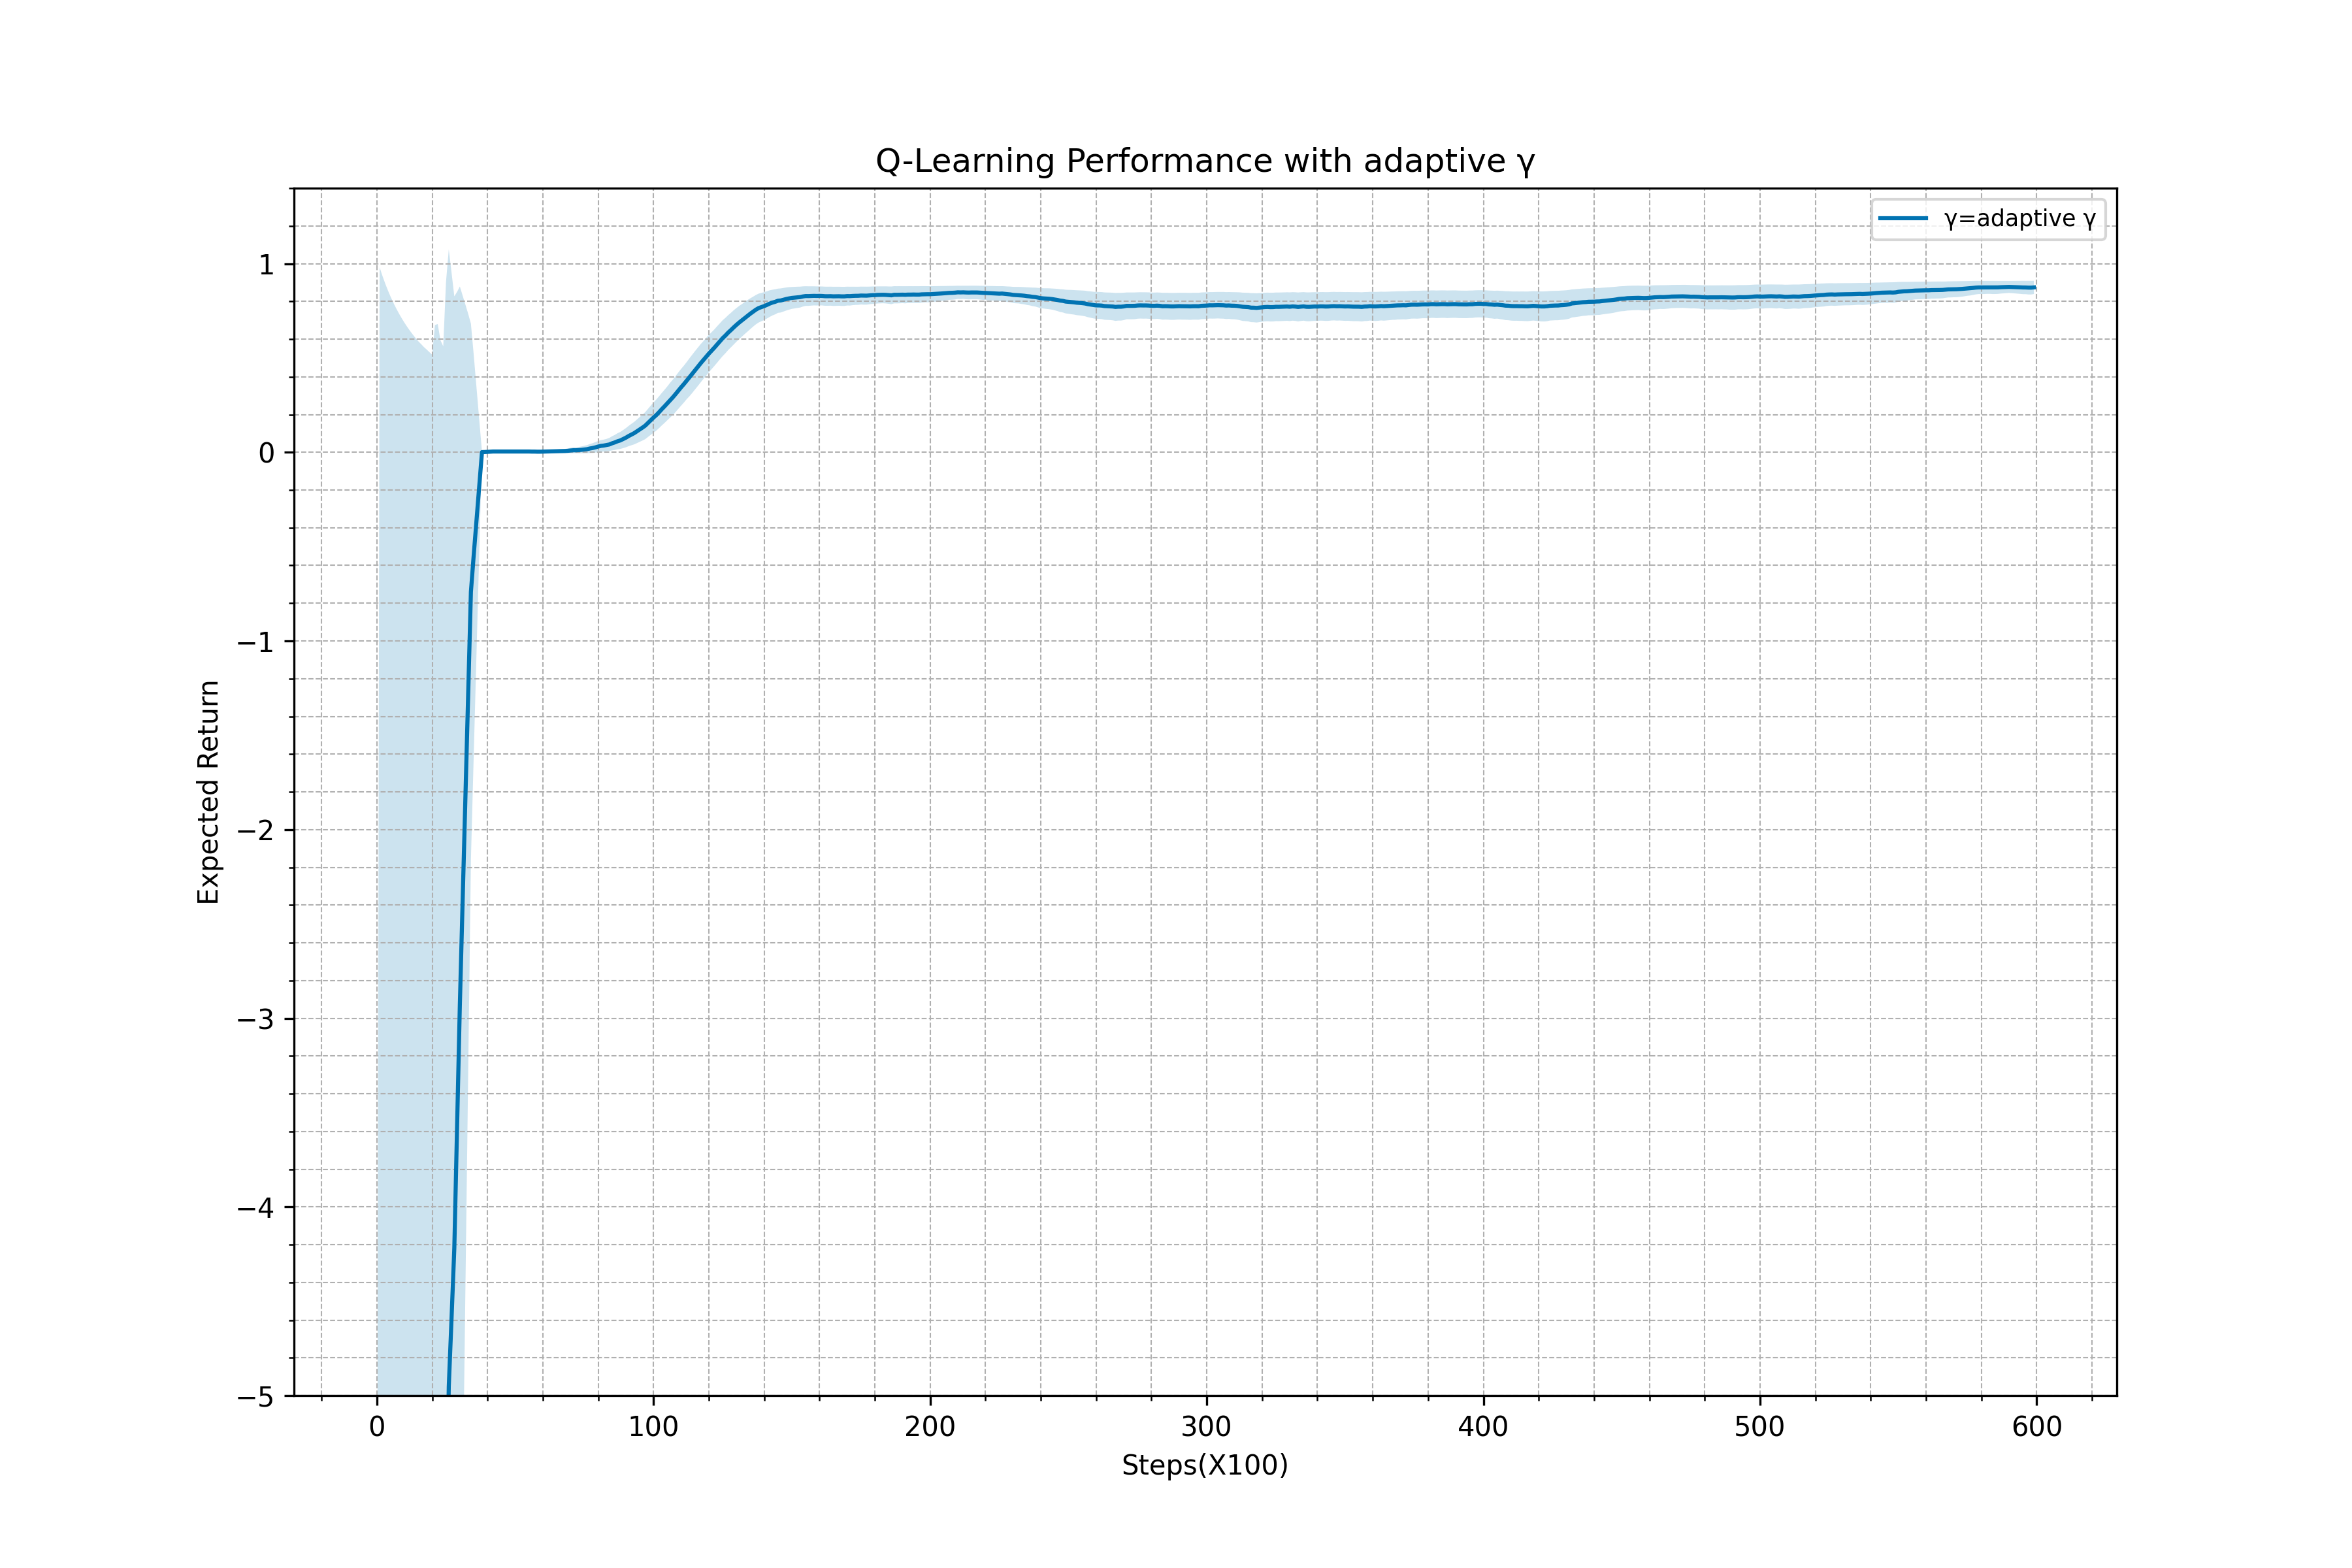 Q-Learning Performance with adaptive γ
γ=adaptive γ
Expected Return
1
0
−1
−2
−3
−4
−5
0 100 200 300 400 500 600
Steps(X100)